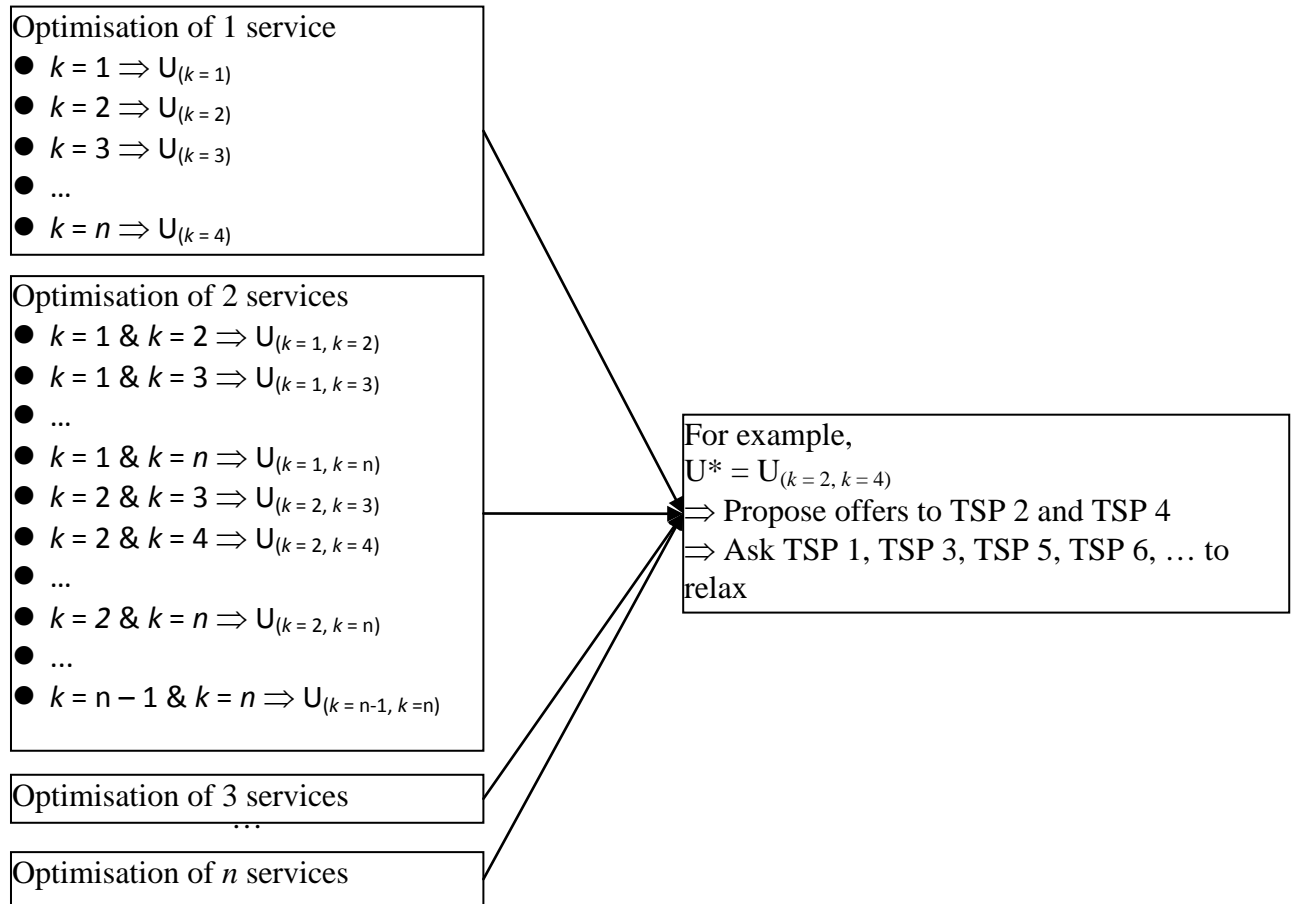 Optimisation of 1 service
● k = 1 ⇒ U(k = 1)
● k = 2 ⇒ U(k = 2)
● k = 3 ⇒ U(k = 3)
● ...
● k = n ⇒ U(k = 4)
Optimisation of 2 services
● k = 1 & k = 2 ⇒ U(k = 1, k = 2)
● k = 1 & k = 3 ⇒ U(k = 1, k = 3)
● ...
● k = 1 & k = n ⇒ U(k = 1, k = n)
● k = 2 & k = 3 ⇒ U(k = 2, k = 3)
● k = 2 & k = 4 ⇒ U(k = 2, k = 4)
● ...
● k = 2 & k = n ⇒ U(k = 2, k = n)
● ...
● k = n – 1 & k = n ⇒ U(k = n-1, k =n)
Optimisation of 3 services
…
Optimisation of n services
For example,
U* = U(k = 2, k = 4)
⇒ Propose offers to TSP 2 and TSP 4
⇒ Ask TSP 1, TSP 3, TSP 5, TSP 6, … to
relax